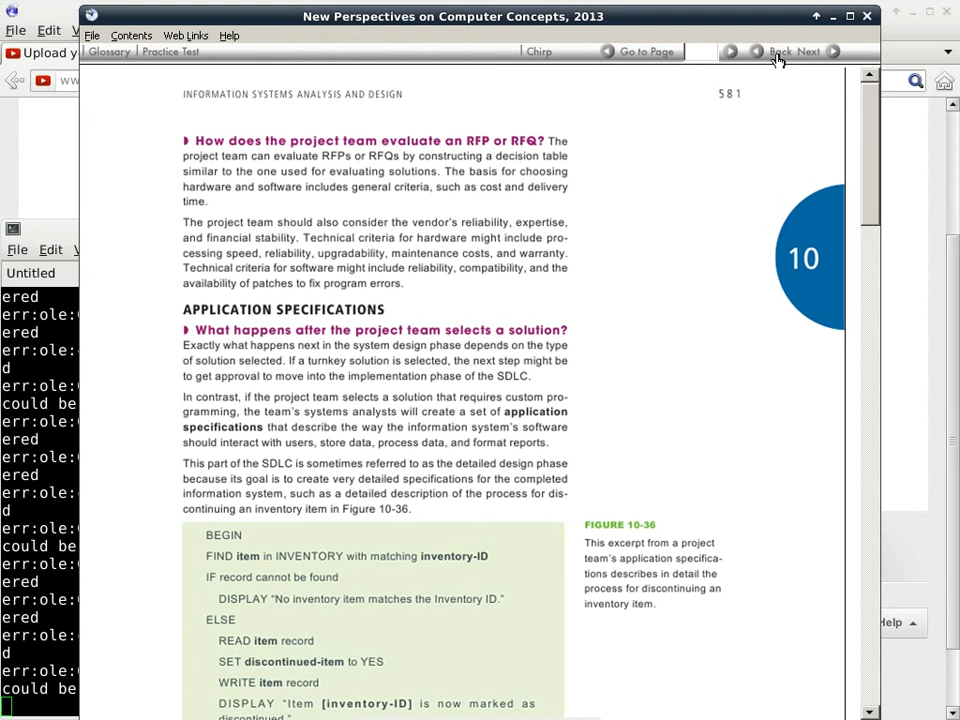 New Perspectives on Computer Concepts, 2013
File Contents Web Links Help
Glossary Practice Test Chirp Go to Page Back Next
File Edit
Upload y
ww
INFORMATION SYSTEMS ANALYSIS AND DESIGN 581
How does the project team evaluate an RFP or RFQ? The
project team can evaluate RFPs or RFQs by constructing a decision table
similar to the one used for evaluating solutions. The basis for choosing
hardware and software includes general criteria, such as cost and delivery
time.
The project team should also consider the vendor's reliability, expertise,
and financial stability. Technical criteria for hardware might include pro-
cessing speed, reliability, upgradability, maintenance costs, and warranty.
Technical criteria for software might include reliability, compatibility, and the
availability of patches to fix program errors.
10
APPLICATION SPECIFICATIONS
What happens after the project team selects a solution?
Exactly what happens next in the system design phase depends on the type
of solution selected. If a turnkey solution is selected, the next step might be
to get approval to move into the implementation phase of the SDLC.
In contrast, if the project team selects a solution that requires custom pro-
gramming, the team's systems analysts will create a set of application
specifications that describe the way the information system's software
should interact with users, store data, process data, and format reports.
This part of the SDLC is sometimes referred to as the detailed design phase
because its goal is to create very detailed specifications for the completed
information system, such as a detailed description of the process for dis-
continuing an inventory item in Figure 10-36.
BEGIN
FIND item in INVENTORY with matching inventory-ID
IF record cannot be found
DISPLAY “No inventory item matches the Inventory ID.”
ELSE
READ item record
SET discontinued-item to YES
WRITE item record
DISPLAY “Item [inventory-ID] is now marked as
discontinued.”
FIGURE 10-36
This excerpt from a project
team's application specifica-
tions describes in detail the
process for discontinuing an
inventory item.
Help
File Edit
Untitled
ered
err:ole:
ered
err:ole:
d
err:ole:
could be
err:ole:
ered
err:ole:
ered
err:ole:
d
err:ole:
could be
err:ole:
ered
err:ole:
ered
err:ole:
d
err:ole:
could be